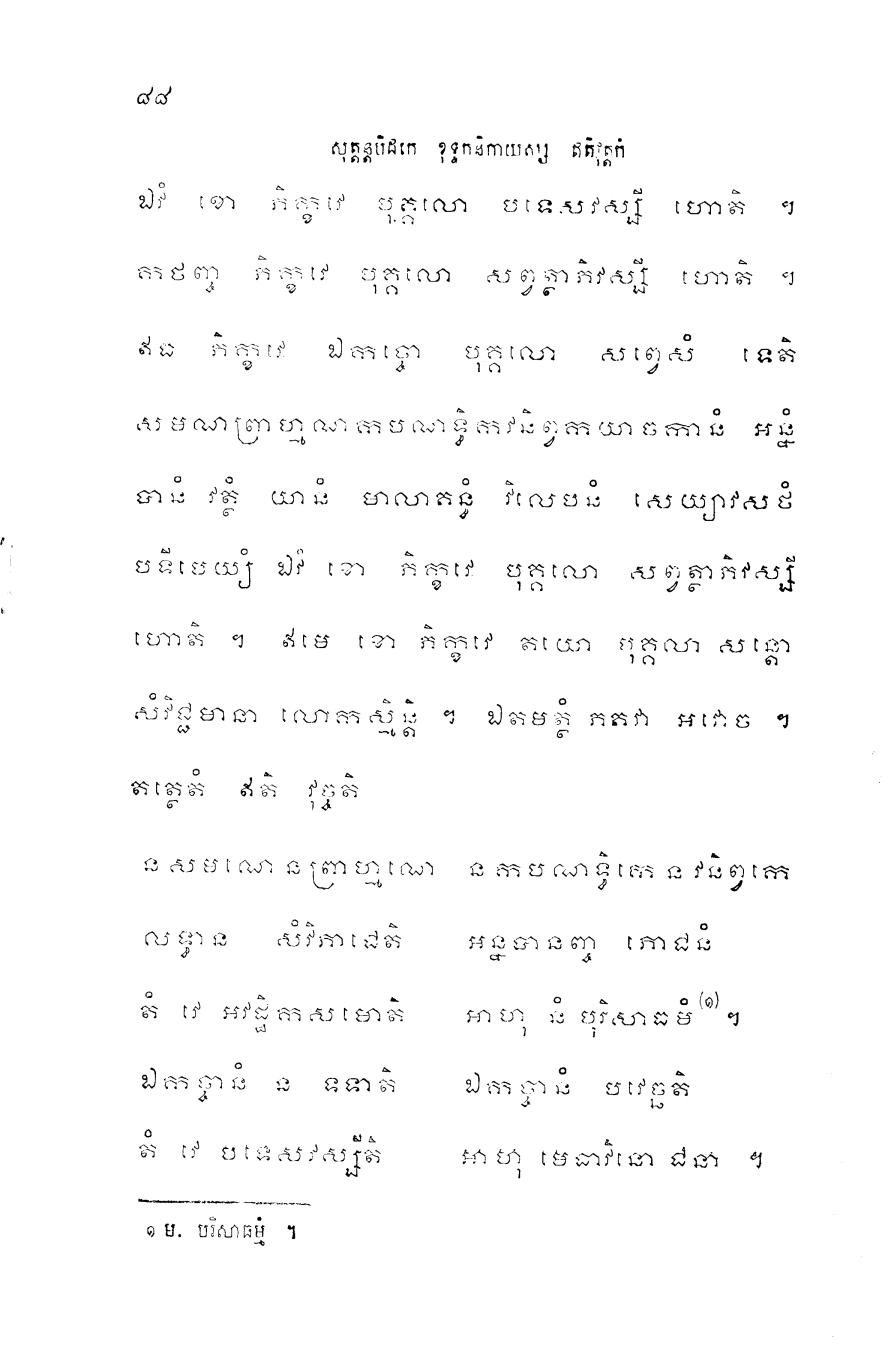 ៨៨
សុត្តន្តបិដកេ ខុទ្ទកនិកាយស្ស ឥតិវុត្តកំ
ឯវំ ខោ ភិក្ខវេ បុគ្គលោ បទេសវស្សី ហោតិ ។
កថញ្ច ភិក្ខវេ បុគ្គលោ សព្វត្ថាភិវស្សី ហោតិ ។
ឥធ ភិក្ខវេ ឯកច្ចោ បុគ្គលោ សព្វេសំ ទេតិ
សមណព្រាហ្មណកបណទ្ធិកវនិព្វកយាចកានំ អន្នំ
បានំ វត្ថំ យានំ មាលាគន្ធំ វិលេបនំ សេយ្យាវសថំ
បទីបេយ្យំ ឯវំ ខោ ភិក្ខវេ បុគ្គលោ សព្វត្ថាភិវស្សី
ហោតិ ។ ឥមេ ខោ ភិក្ខវេ តយោ បុគ្គលា សន្តោ
សំវិជ្ជមានា លោកស្មិន្តិ ។ ឯតមត្ថំ ភគវា អវោច ។
តត្ថេតំ ឥតិ វុច្ចតិ
ន សមណេ ន ព្រាហ្មណេ ន កបណទ្ធិកេ ន វនិព្វកេ
លទ្ធាន សំវិភាជេតិ អន្នបានញ្ច ភោជនំ
តំ វេ អវដ្ឋិកសមោតិ អាហុ នំ បុរិសាធមំ (១) ។
ឯកច្ចានំ ន ទទាតិ ឯកច្ចានំ បវេច្ឆតិ
តំ វេ បទេសវស្សីតិ អាហុ មេធាវិនោ ជនា ។
១ ម. បុរិសាធម្មំ ។